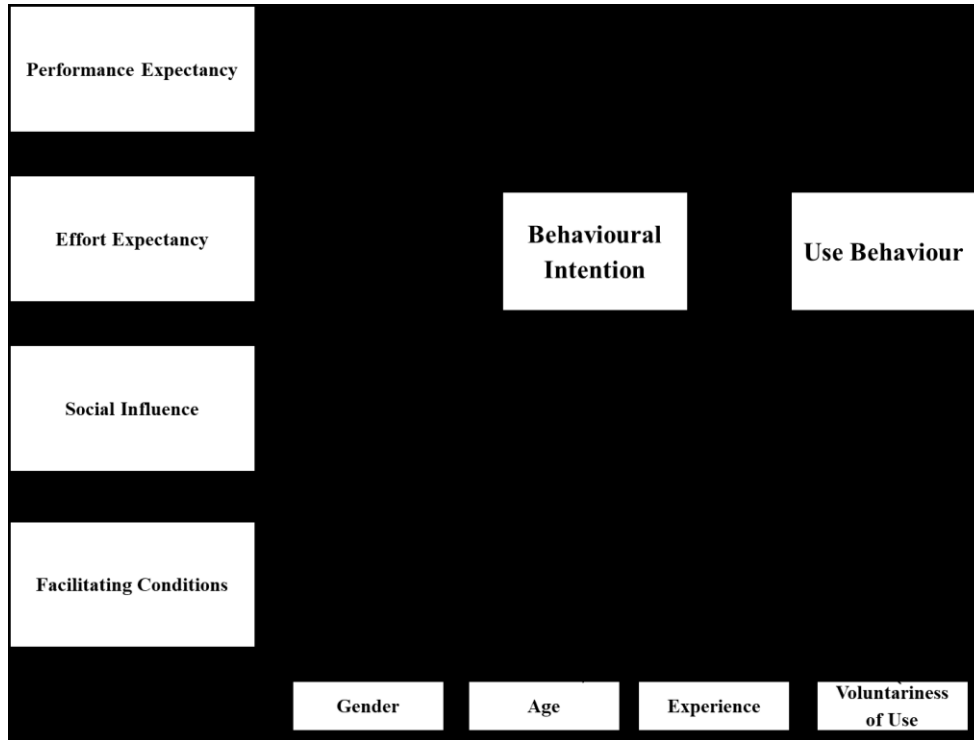 Performance Expectancy
Effort Expectancy
Behavioural
Intention
Use Behaviour
Social Influence
Facilitating Conditions
Gender
Age
Experience
Voluntariness
of Use